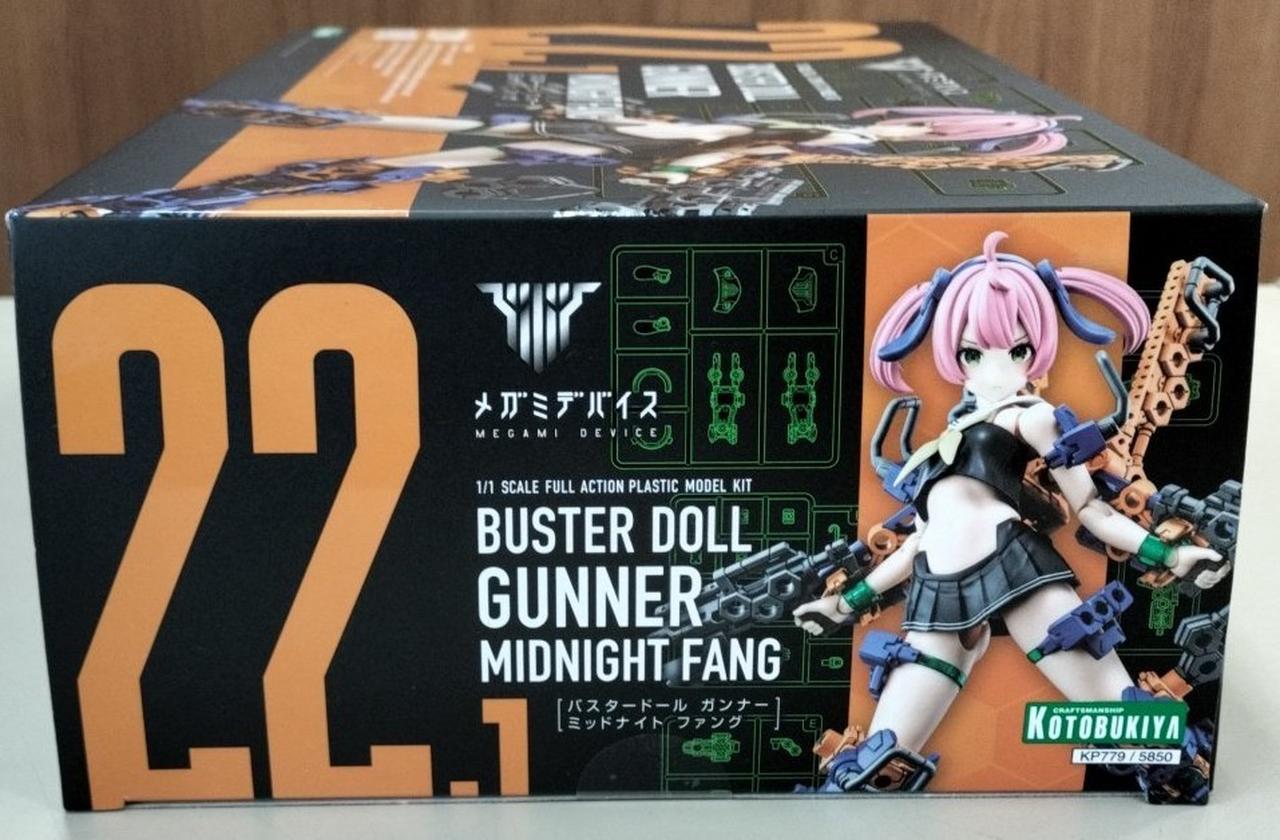 22.1
メガミデバイス
MEGAMI DEVICE
1/1 SCALE FULL ACTION PLASTIC MODEL KIT
BUSTER DOLL
GUNNER
MIDNIGHT FANG
[バスタードール ガンナー
ミッドナイト ファング]
C
E
CRAFTSMANSHIP
KOTOBUKIYA
KP779 / 5850